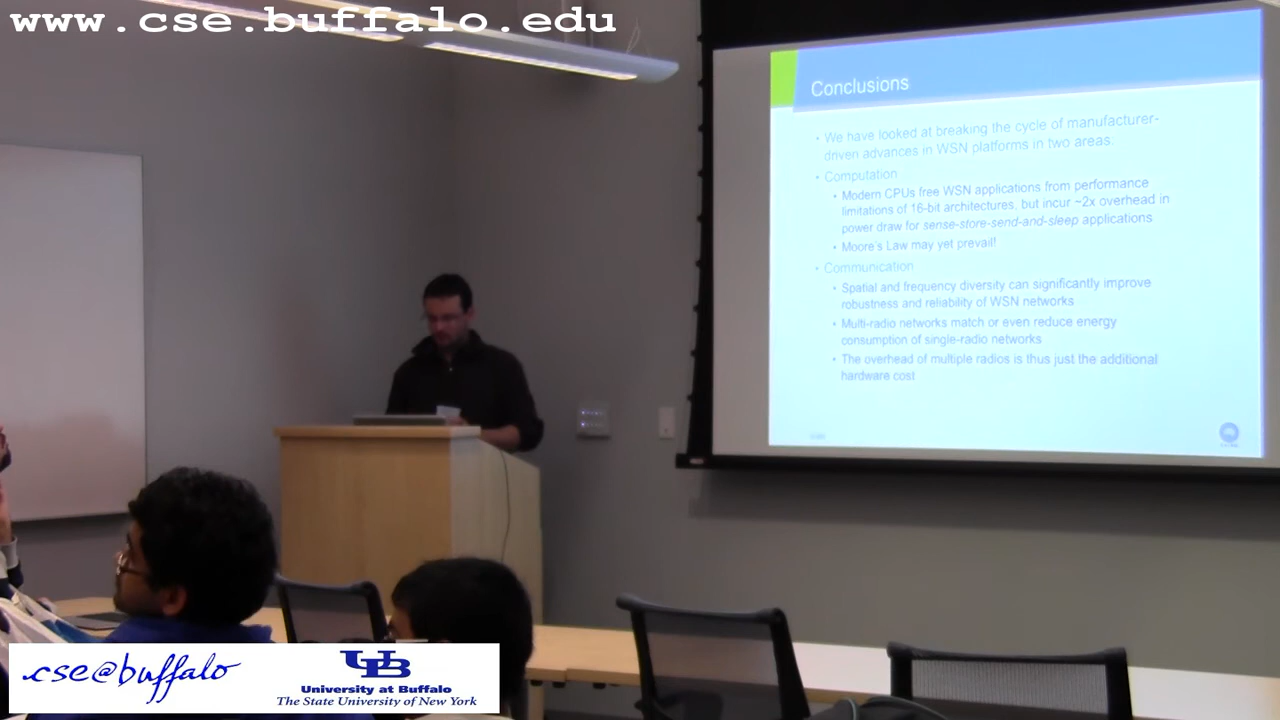 www.cse.buffalo.edu
Conclusions
• We have looked at breaking the cycle of manufacturer-
driven advances in WSN platforms in two areas:
• Computation
• Modern CPUs free WSN applications from performance
limitations of 16-bit architectures, but incur ~2x overhead in
power draw for sense-store-send-and-sleep applications
• Moore's Law may yet prevail!
• Communication
• Spatial and frequency diversity can significantly improve
robustness and reliability of WSN networks
• Multi-radio networks match or even reduce energy
consumption of single-radio networks
• The overhead of multiple radios is thus just the additional
hardware cost
cse@buffalo
UB
University at Buffalo
The State University of New York